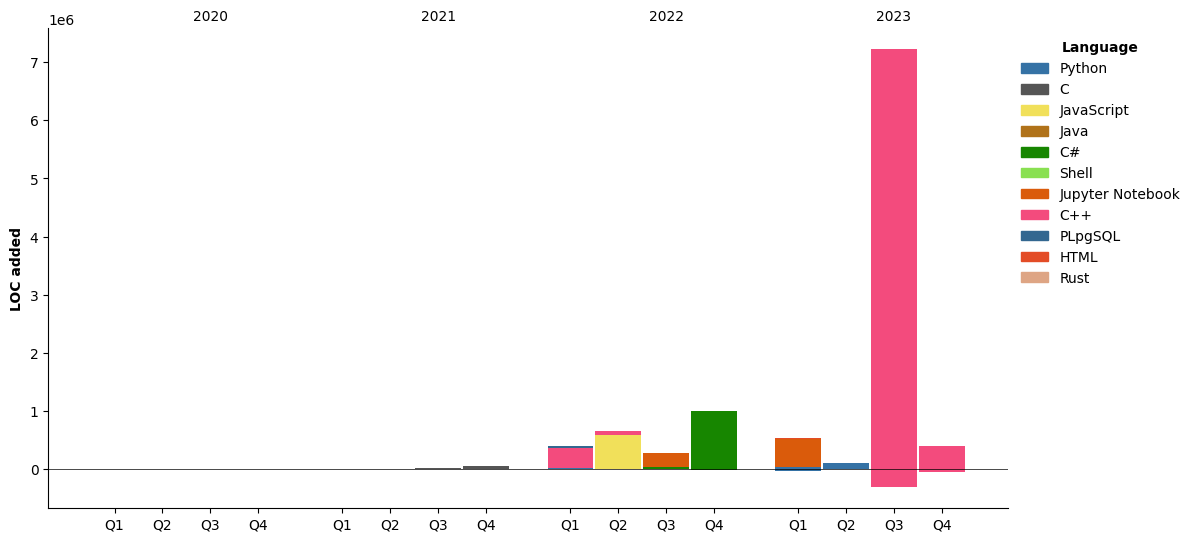 1e6
2020 2021 2022 2023
Language
Python
C
JavaScript
Java
C#
Shell
Jupyter Notebook
C++
PLpgSQL
HTML
Rust
LOC added
7
6
5
4
3
2
1
0
Q1 Q2 Q3 Q4 Q1 Q2 Q3 Q4 Q1 Q2 Q3 Q4 Q1 Q2 Q3 Q4